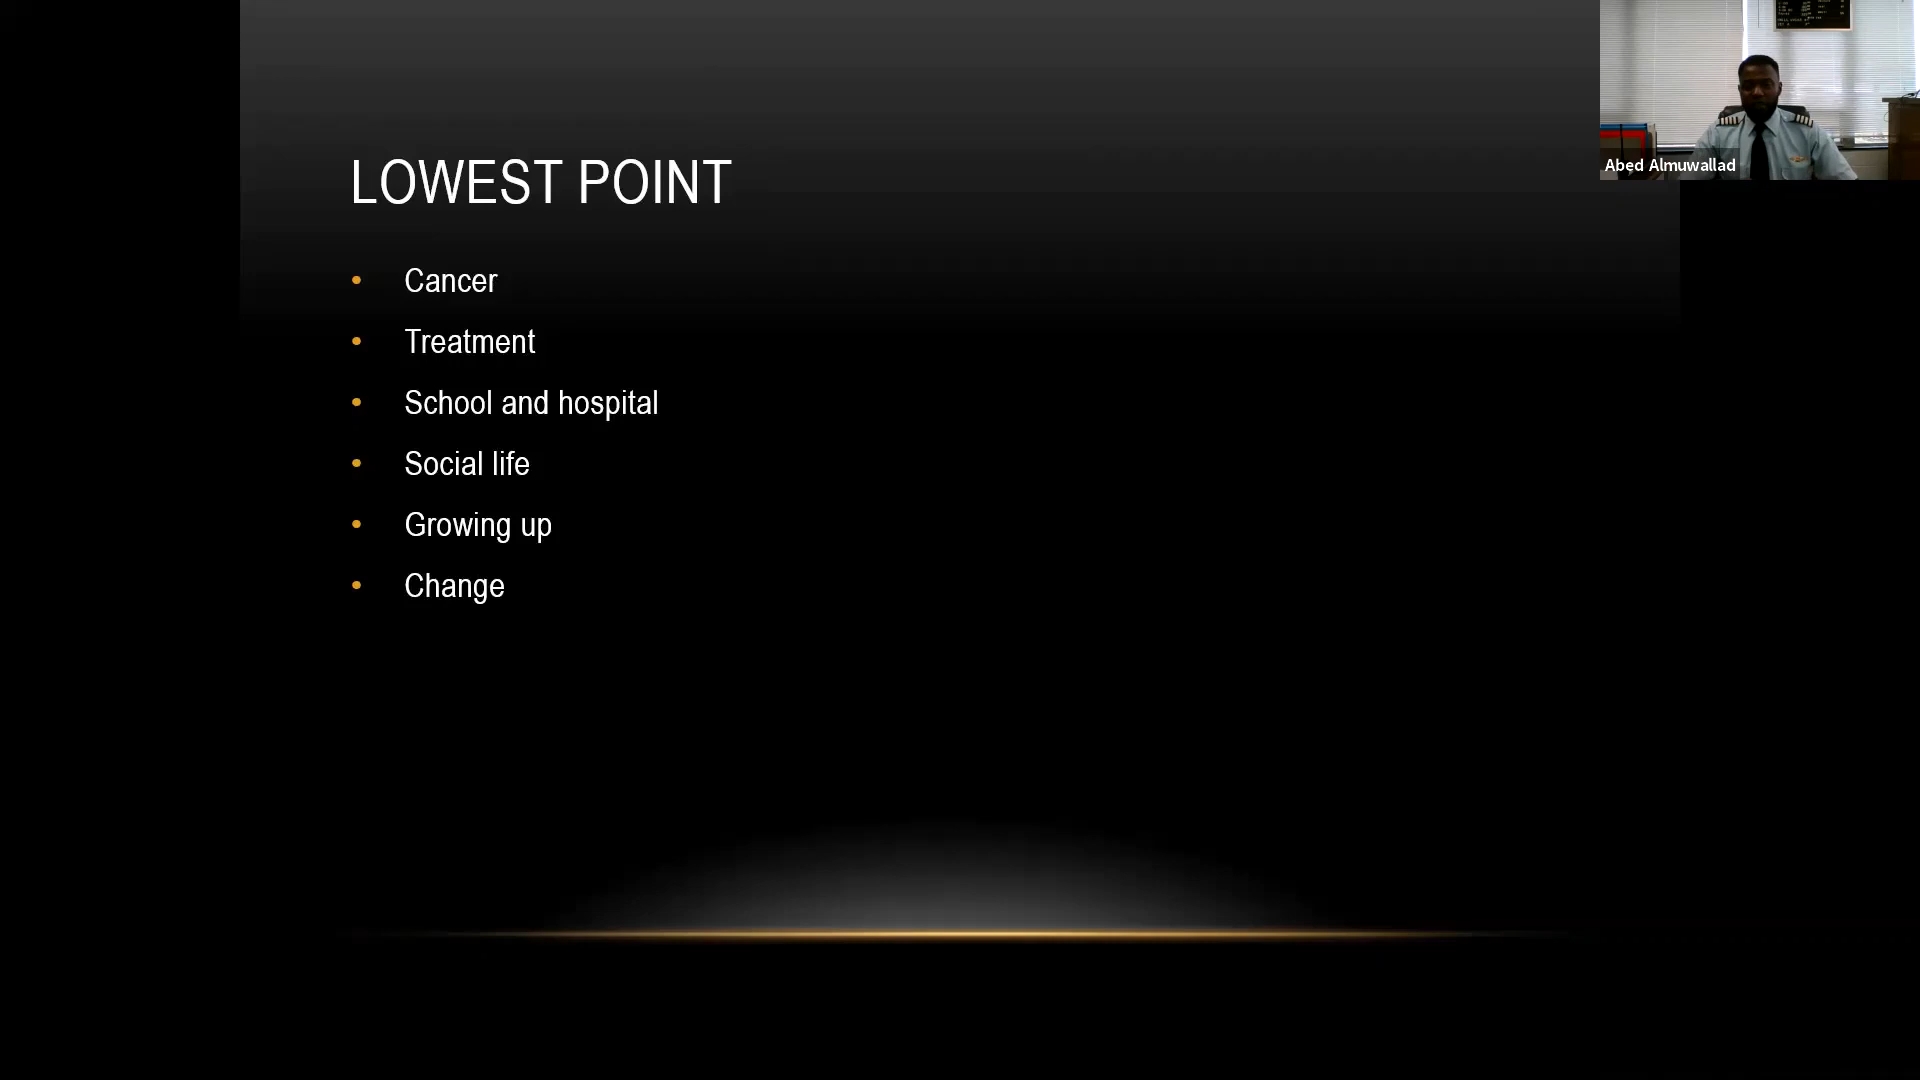 LOWEST POINT
• Cancer
• Treatment
• School and hospital
• Social life
• Growing up
• Change
Abed Almuwallad